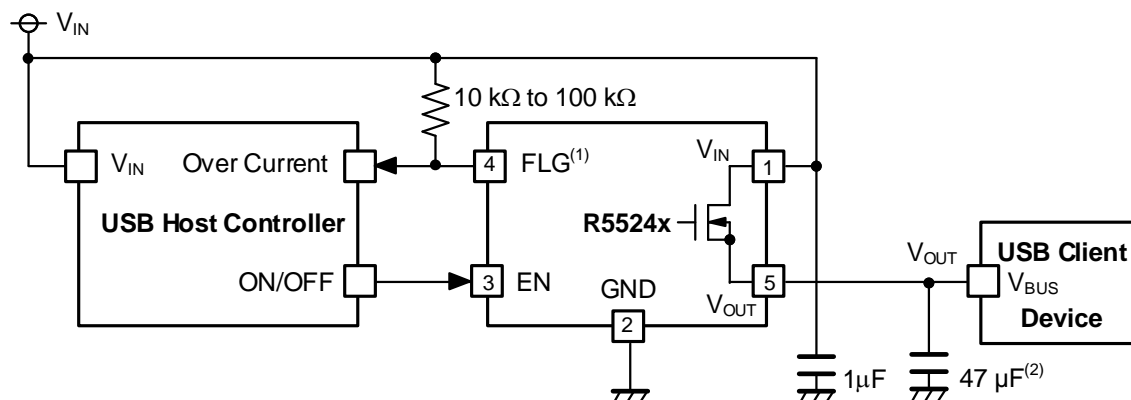 VIN
10 kΩ to 100 kΩ
VIN
Over Current
4
FLG(1)
VIN
1
USB Host Controller
R5524x
ON/OFF
3
EN
GND
2
VOUT
5
VOUT
USB Client
VBUS
Device
1μF
47 μF(2)